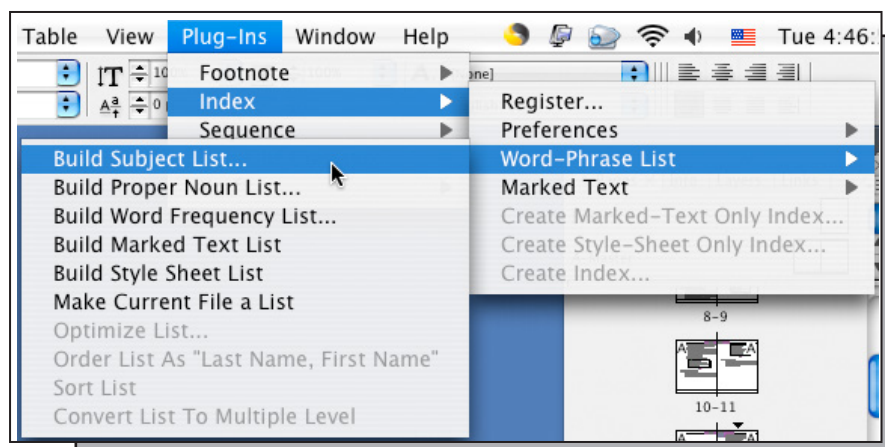 Table View Plug-Ins Window Help Tue 4:46:
Footnote
Index
Sequence
Register...
Preferences
Word-Phrase List
Marked Text
Create Marked-Text Only Index...
Create Style-Sheet Only Index...
Create Index...
Build Subject List...
Build Proper Noun List...
Build Word Frequency List...
Build Marked Text List
Build Style Sheet List
Make Current File a List
Optimize List...
Order List As "Last Name, First Name"
Sort List
Convert List To Multiple Level
8-9
A A
10-11